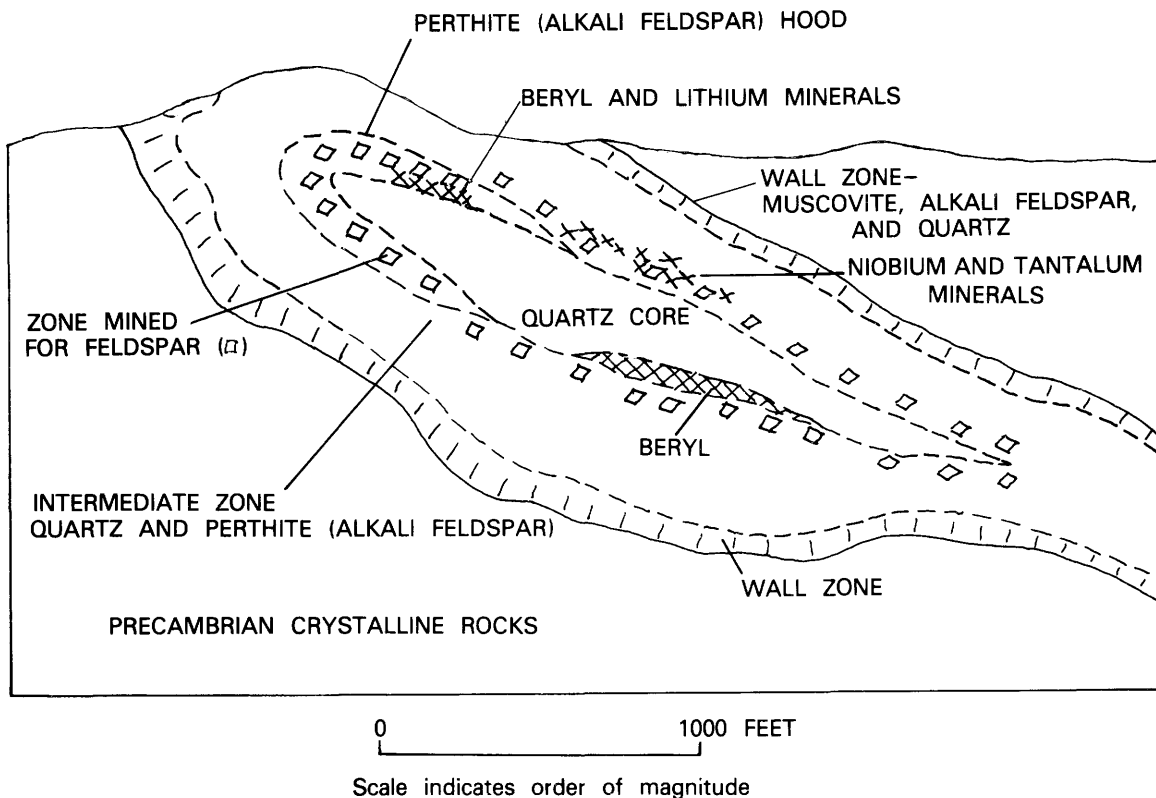 PERTHITE (ALKALI FELDSPAR) HOOD
BERYL AND LITHIUM MINERALS
WALL ZONE–
MUSCOVITE, ALKALI FELDSPAR,
AND QUARTZ
NIOBIUM AND TANTALUM
MINERALS
ZONE MINED
FOR FELDSPAR (□)
QUARTZ CORE
BERYL
INTERMEDIATE ZONE
QUARTZ AND PERTHITE (ALKALI FELDSPAR)
WALL ZONE
PRECAMBRIAN CRYSTALLINE ROCKS
0 1000 FEET
Scale indicates order of magnitude